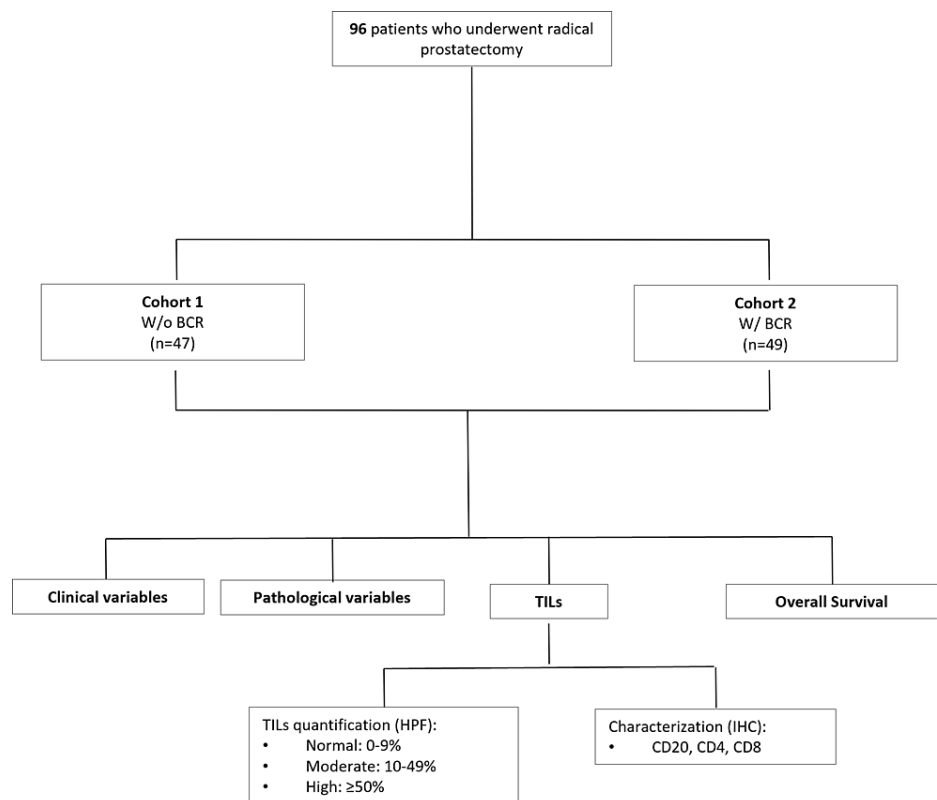 96 patients who underwent radical
prostatectomy
Cohort 1
W/o BCR
(n=47)
Cohort 2
W/ BCR
(n=49)
Clinical variables
Pathological variables
TILs
Overall Survival
TILs quantification (HPF):
• Normal: 0-9%
• Moderate: 10-49%
• High: ≥50%
Characterization (IHC):
• CD20, CD4, CD8